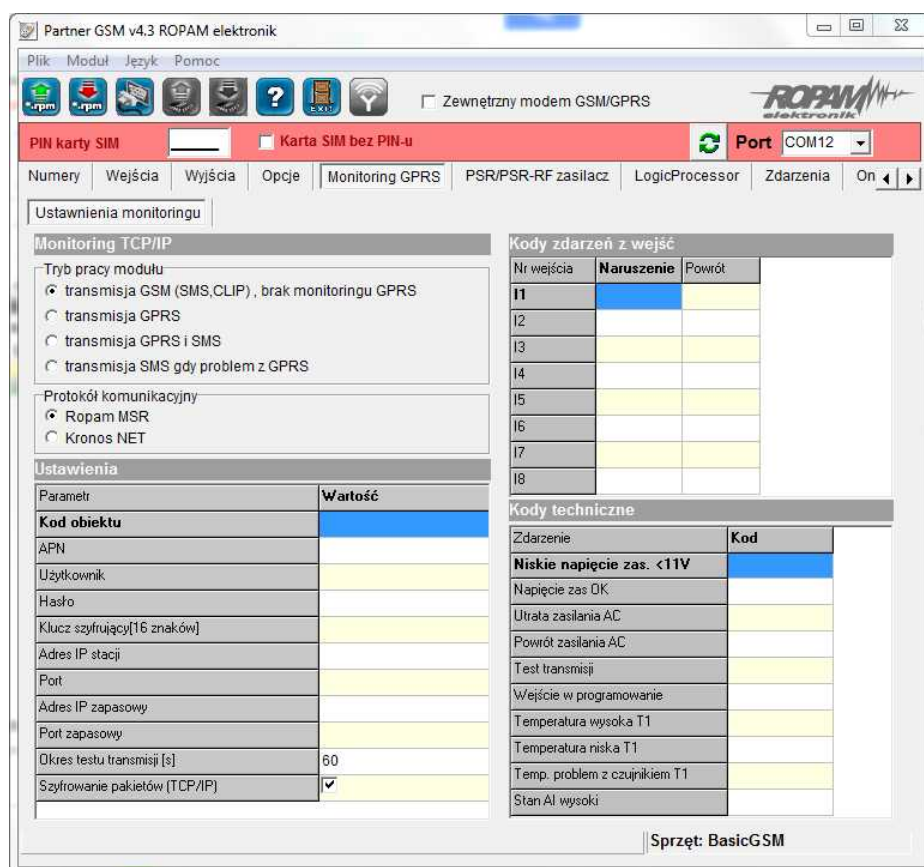 Partner GSM v4.3 ROPAM elektronik
Plik Moduł Język Pomoc
*.rpm *.rpm ? EXIT Zewnętrzny modem GSM/GPRS ROPAM elektronik
PIN karty SIM Karta SIM bez PIN-u Port COM12
Numery Wejścia Wyjścia Opcje Monitoring GPRS PSR/PSR-RF zasilacz LogicProcessor Zdarzenia On
Ustawnienia monitoringu
Monitoring TCP/IP
Tryb pracy modułu
transmisja GSM (SMS,CLIP) , brak monitoringu GPRS
transmisja GPRS
transmisja GPRS i SMS
transmisja SMS gdy problem z GPRS
Protokół komunikacyjny
Ropam MSR
Kronos NET
Ustawienia
Parametr Wartość
Kod obiektu
APN
Użytkownik
Hasło
Klucz szyfrujący[16 znaków]
Adres IP stacji
Port
Adres IP zapasowy
Port zapasowy
Okres testu transmisji [s] 60
Szyfrowanie pakietów (TCP/IP)
Kody zdarzeń z wejść
Nr wejścia Naruszenie Powrót
I1
I2
I3
I4
I5
I6
I7
I8
Kody techniczne
Zdarzenie Kod
Niskie napięcie zas. <11V
Napięcie zas OK
Utrata zasilania AC
Powrót zasilania AC
Test transmisji
Wejście w programowanie
Temperatura wysoka T1
Temperatura niska T1
Temp. problem z czujnikiem T1
Stan AI wysoki
Sprzęt: BasicGSM